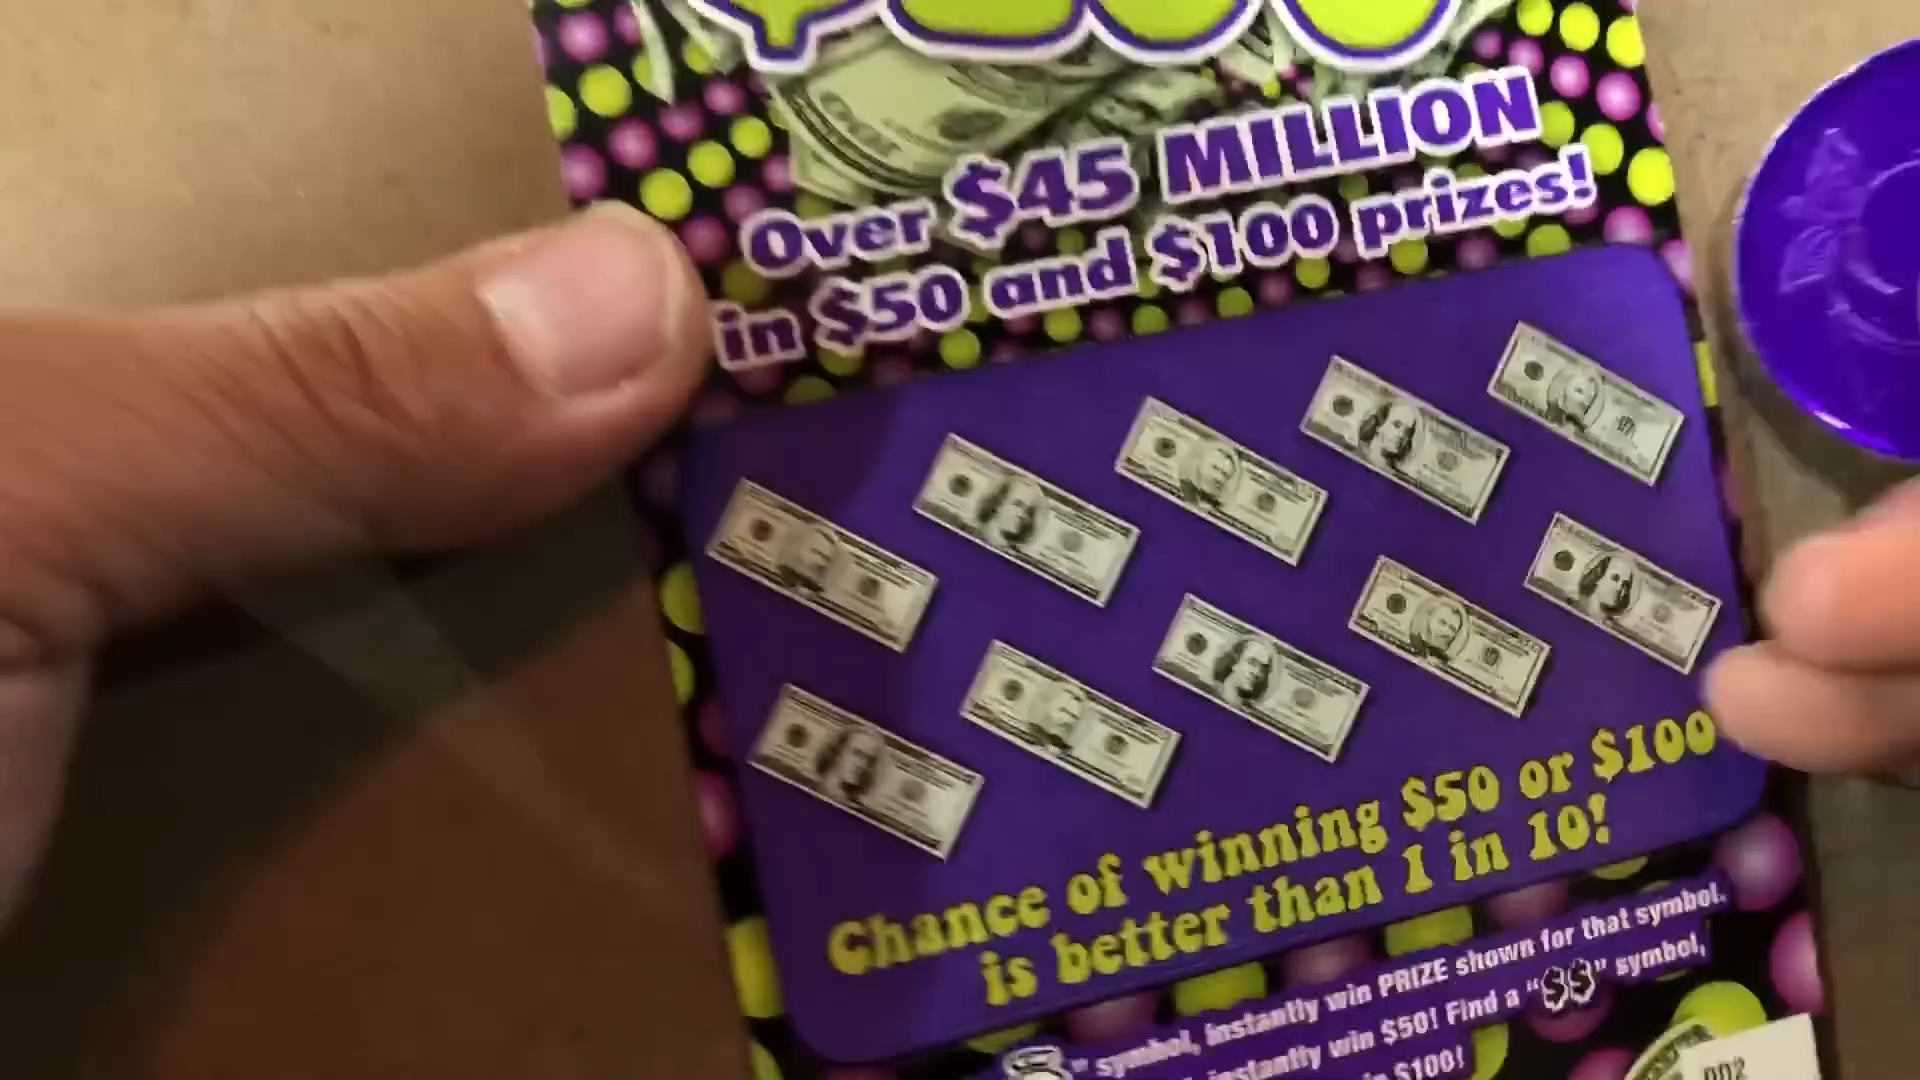 Over $45 MILLION
in $50 and $100 prizes!
Chance of winning $50 or $100
is better than 1 in 10!
" symbol, instantly win PRIZE shown for that symbol.
instantly win $50! Find a "$$" symbol,
$100!
002